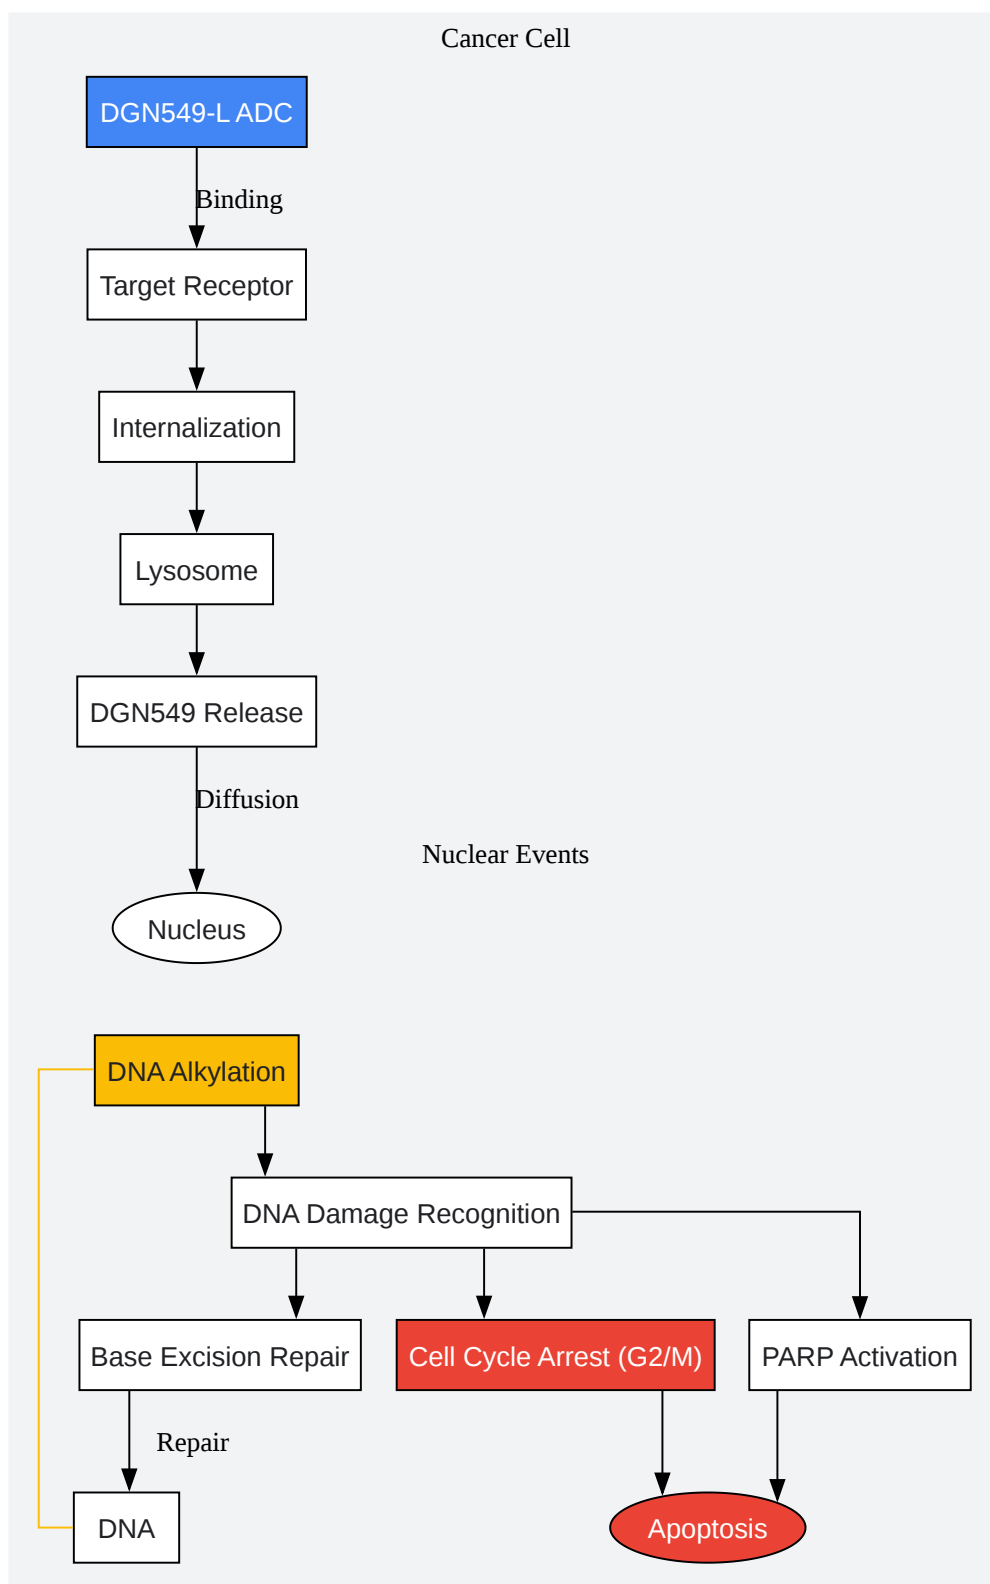 Cancer Cell
DGN549-L ADC
Binding
Target Receptor
Internalization
Lysosome
DGN549 Release
Diffusion
Nuclear Events
Nucleus
DNA Alkylation
DNA Damage Recognition
Base Excision Repair
Cell Cycle Arrest (G2/M)
PARP Activation
Repair
DNA
Apoptosis